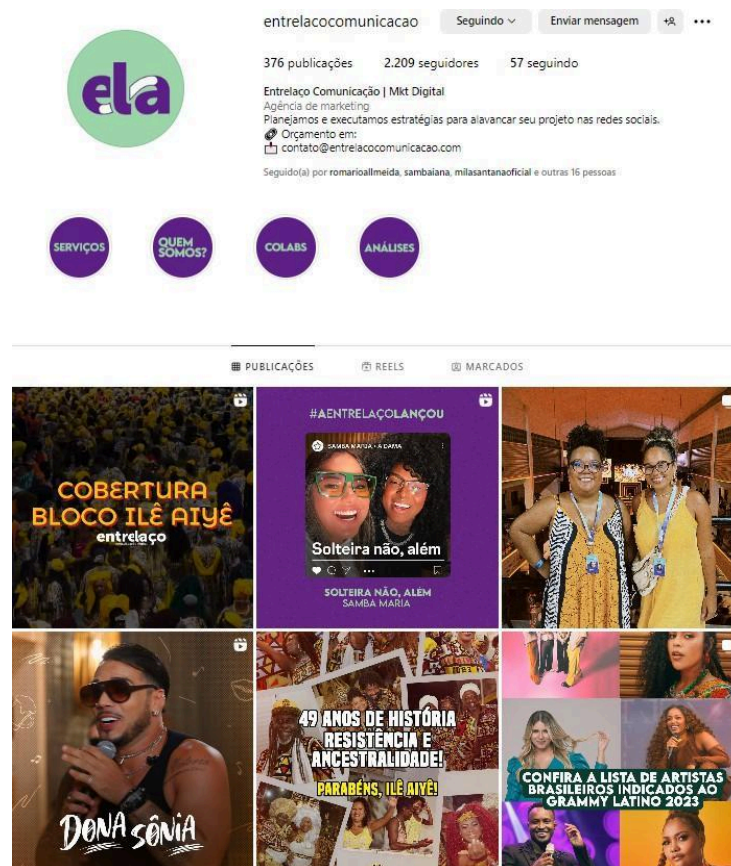 ela
entrelacocomunicacao Seguindo Enviar mensagem
376 publicações 2.209 seguidores 57 seguindo
Entrelaço Comunicação | Mkt Digital
Agência de marketing
Planejamos e executamos estratégias para alavancar seu projeto nas redes sociais.
Orçamento em:
contato@entrelacocomunicacao.com
Seguido(a) por romarioallmeida, sambaiana, milasantanaoficial e outras 16 pessoas
SERVIÇOS
QUEM
SOMOS?
COLABS
ANÁLISES
PUBLICAÇÕES REELS MARCADOS
COBERTURA
BLOCO ILÊ AIYÊ
entrelaço
#AENTRELAÇOLANÇOU
SAMBA MARIA • A DAMA
Solteira não, além
SOLTEIRA NÃO, ALÉM
SAMBA MARIA
DONA SÔNIA
49 ANOS DE HISTÓRIA
RESISTÊNCIA E
ANCESTRALIDADE!
PARABÉNS, ILÊ AIYÊ!
CONFIRA A LISTA DE ARTISTAS
BRASILEIROS INDICADOS AO
GRAMMY LATINO 2023